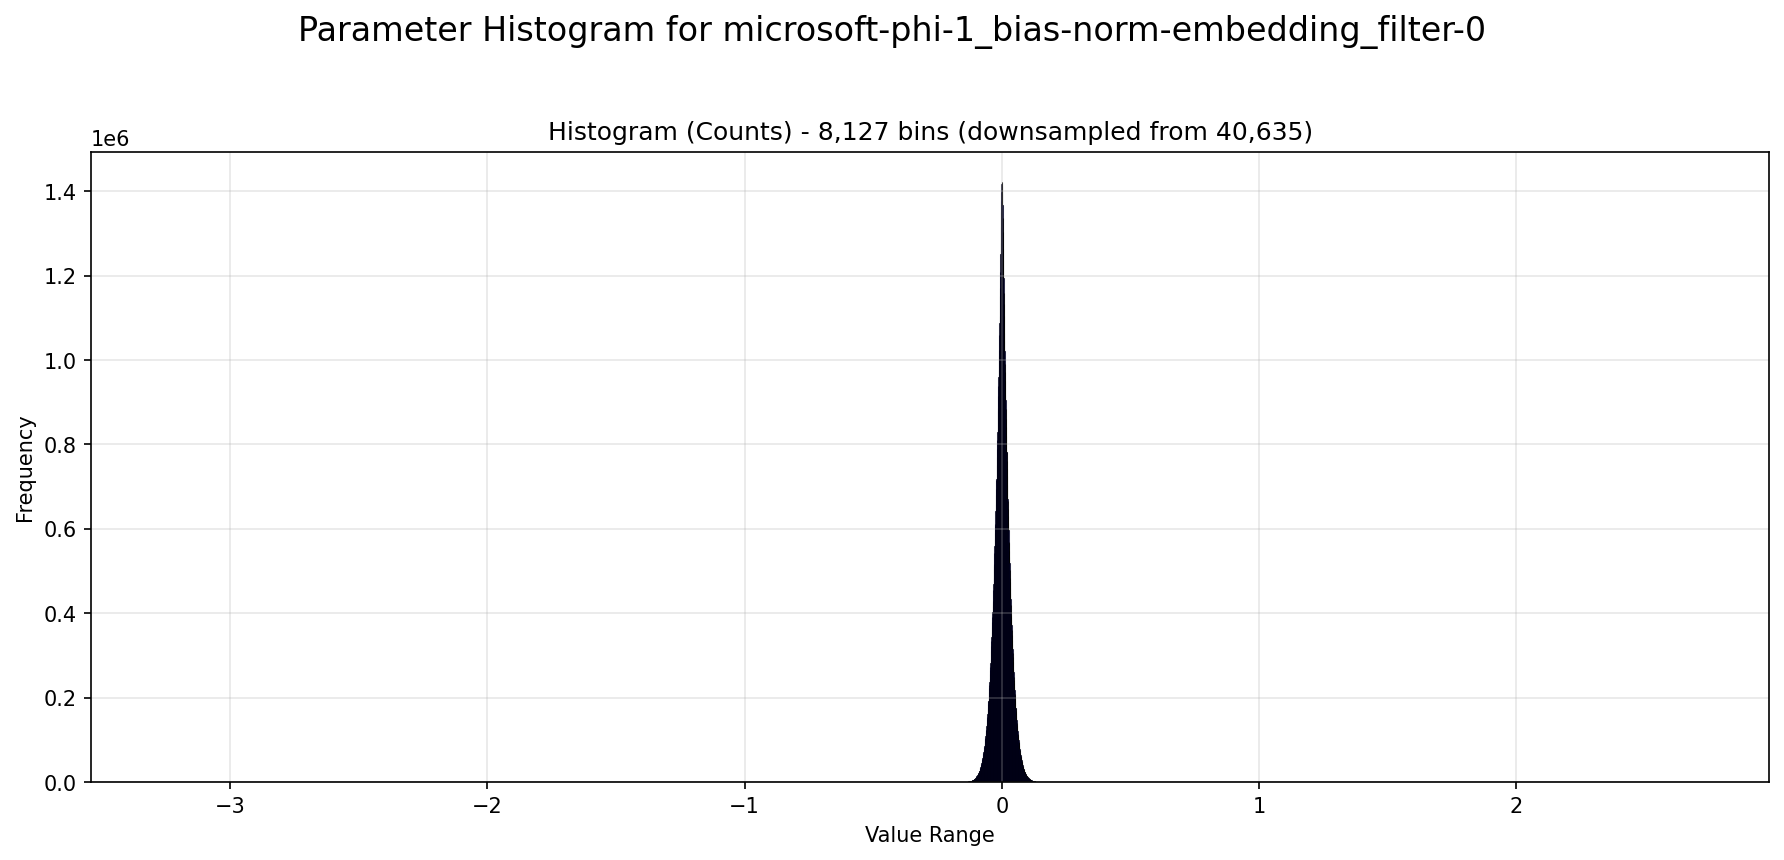 Parameter Histogram for microsoft-phi-1_bias-norm-embedding_filter-0
Histogram (Counts) - 8,127 bins (downsampled from 40,635)
1e6
1.4
1.2
1.0
0.8
0.6
0.4
0.2
0.0
Frequency
−3 −2 −1 0 1 2
Value Range